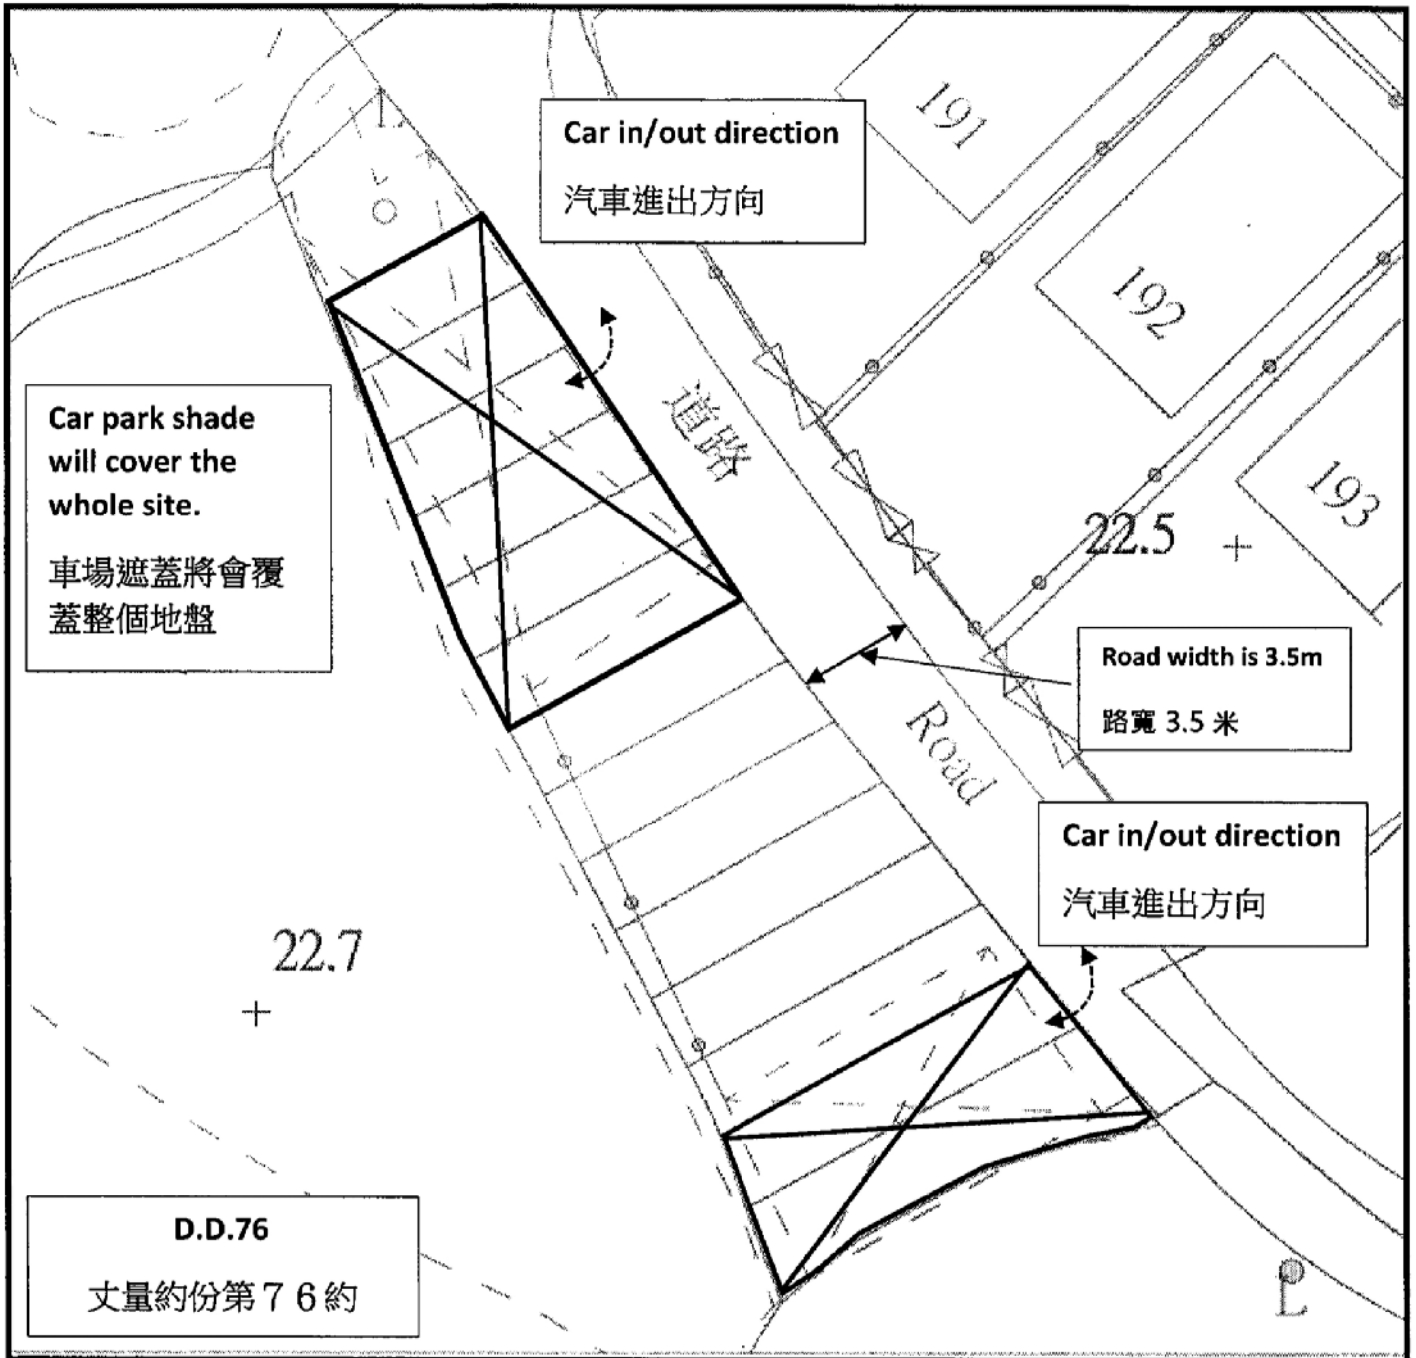 Car in/out direction
汽車進出方向
191
192
193
道路
Car park shade
will cover the
whole site.
車場遮蓋將會覆
蓋整個地盤
22.5
Road width is 3.5m
路寬 3.5 米
Road
Car in/out direction
汽車進出方向
22.7
D.D.76
丈量約份第７６約
L
L